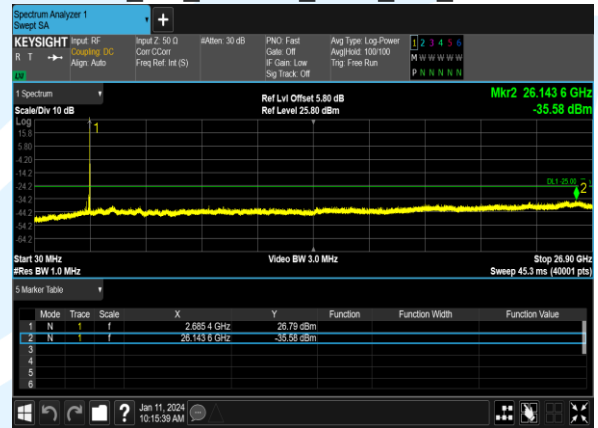 Spectrum Analyzer 1
Swept SA
KEYSIGHT Input: RF Input Z: 50 Ω #Atten: 30 dB PNO: Fast Avg Type: Log-Power 1 2 3 4 5 6
R T Coupling: DC Corr CCorr Gate: Off Avg|Hold: 100/100 M W W W W W
Align: Auto Freq Ref: Int (S) IF Gain: Low Trig: Free Run
LV Sig Track: Off P N N N N N
1 Spectrum Mkr2 26.143 6 GHz
Ref Lvl Offset 5.80 dB
Scale/Div 10 dB Ref Level 25.80 dBm -35.58 dBm
Log
1
15.8
5.80
-4.20
-14.2
DL1 -25.00
-24.2
2
-34.2
-44.2
-54.2
-64.2
Start 30 MHz Video BW 3.0 MHz Stop 26.90 GHz
#Res BW 1.0 MHz Sweep 45.3 ms (40001 pts)
5 Marker Table
Mode Trace Scale X Y Function Function Width Function Value
1 N 1 f 2.685 4 GHz 26.79 dBm
2 N 1 f 26.143 6 GHz -35.58 dBm
3
4
5
6
? Jan 11, 2024
10:15:39 AM